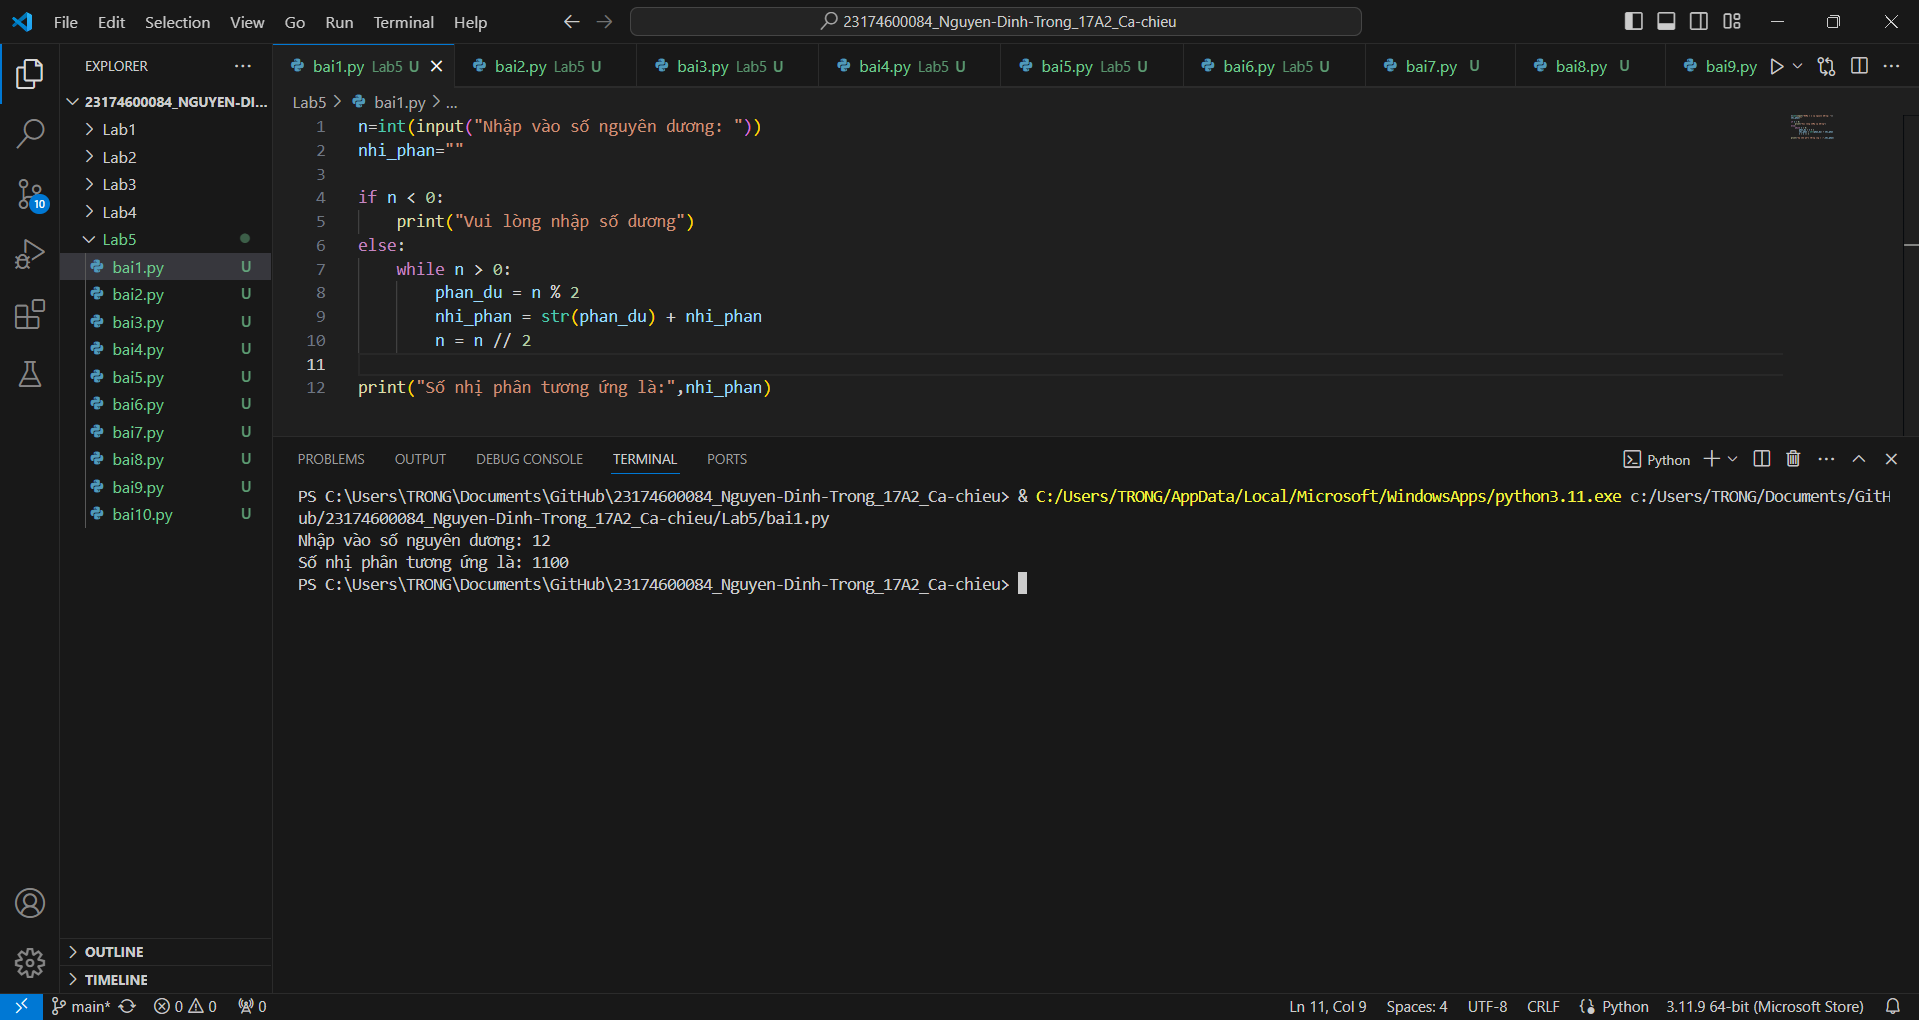 File Edit Selection View Go Run Terminal Help
23174600084_Nguyen-Dinh-Trong_17A2_Ca-chieu
EXPLORER
23174600084_NGUYEN-DI...
Lab1
Lab2
Lab3
Lab4
Lab5
bai1.py U
bai2.py U
bai3.py U
bai4.py U
bai5.py U
bai6.py U
bai7.py U
bai8.py U
bai9.py U
bai10.py U
10
OUTLINE
TIMELINE
bai1.py Lab5 U bai2.py Lab5 U bai3.py Lab5 U bai4.py Lab5 U bai5.py Lab5 U bai6.py Lab5 U bai7.py U bai8.py U bai9.py
Lab5 > bai1.py > ...
1 n=int(input("Nhập vào số nguyên dương: "))
2 nhi_phan=""
3
4 if n < 0:
5 print("Vui lòng nhập số dương")
6 else:
7 while n > 0:
8 phan_du = n % 2
9 nhi_phan = str(phan_du) + nhi_phan
10 n = n // 2
11
12 print("Số nhị phân tương ứng là:",nhi_phan)
PROBLEMS OUTPUT DEBUG CONSOLE TERMINAL PORTS
Python
PS C:\Users\TRONG\Documents\GitHub\23174600084_Nguyen-Dinh-Trong_17A2_Ca-chieu> & C:/Users/TRONG/AppData/Local/Microsoft/WindowsApps/python3.11.exe c:/Users/TRONG/Documents/GitH
ub/23174600084_Nguyen-Dinh-Trong_17A2_Ca-chieu/Lab5/bai1.py
Nhập vào số nguyên dương: 12
Số nhị phân tương ứng là: 1100
PS C:\Users\TRONG\Documents\GitHub\23174600084_Nguyen-Dinh-Trong_17A2_Ca-chieu>
main* 0 0 0 Ln 11, Col 9 Spaces: 4 UTF-8 CRLF Python 3.11.9 64-bit (Microsoft Store)